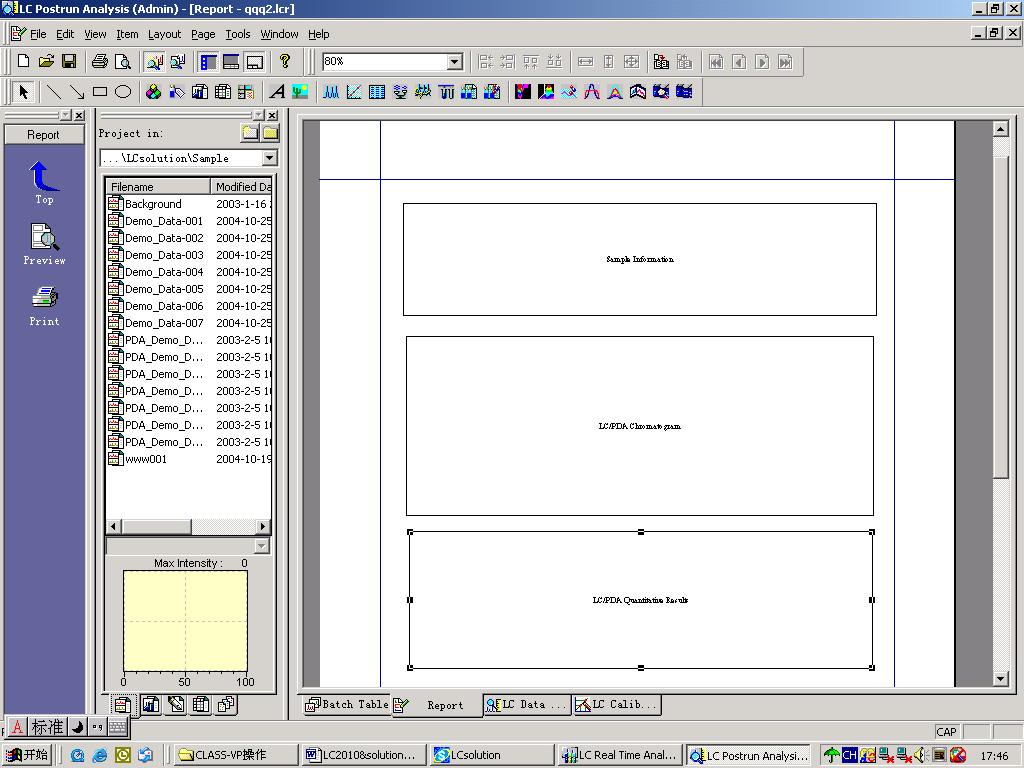 LC Postrun Analysis (Admin) - [Report - qqq2.lcr]
File Edit View Item Layout Page Tools Window Help
80%
Report
Top
Preview
Print
Project in:
...\LCsolution\Sample
Filename Modified Da
Background 2003-1-16
Demo_Data-001 2004-10-25
Demo_Data-002 2004-10-25
Demo_Data-003 2004-10-25
Demo_Data-004 2004-10-25
Demo_Data-005 2004-10-25
Demo_Data-006 2004-10-25
Demo_Data-007 2004-10-25
PDA_Demo_D... 2003-2-5 1
PDA_Demo_D... 2003-2-5 1
PDA_Demo_D... 2003-2-5 1
PDA_Demo_D... 2003-2-5 1
PDA_Demo_D... 2003-2-5 1
PDA_Demo_D... 2003-2-5 1
PDA_Demo_D... 2003-2-5 1
www001 2004-10-19
Max Intensity : 0
0 50 100
Sample Information
LC/PDA Chromatogram
LC/PDA Quantitative Results
Batch Table Report LC Data ... LC Calib...
A 标准
CAP
开始 CLASS-VP操作 LC2010&solution... LCsolution LC Real Time Anal... LC Postrun Analysi... CH 17:46